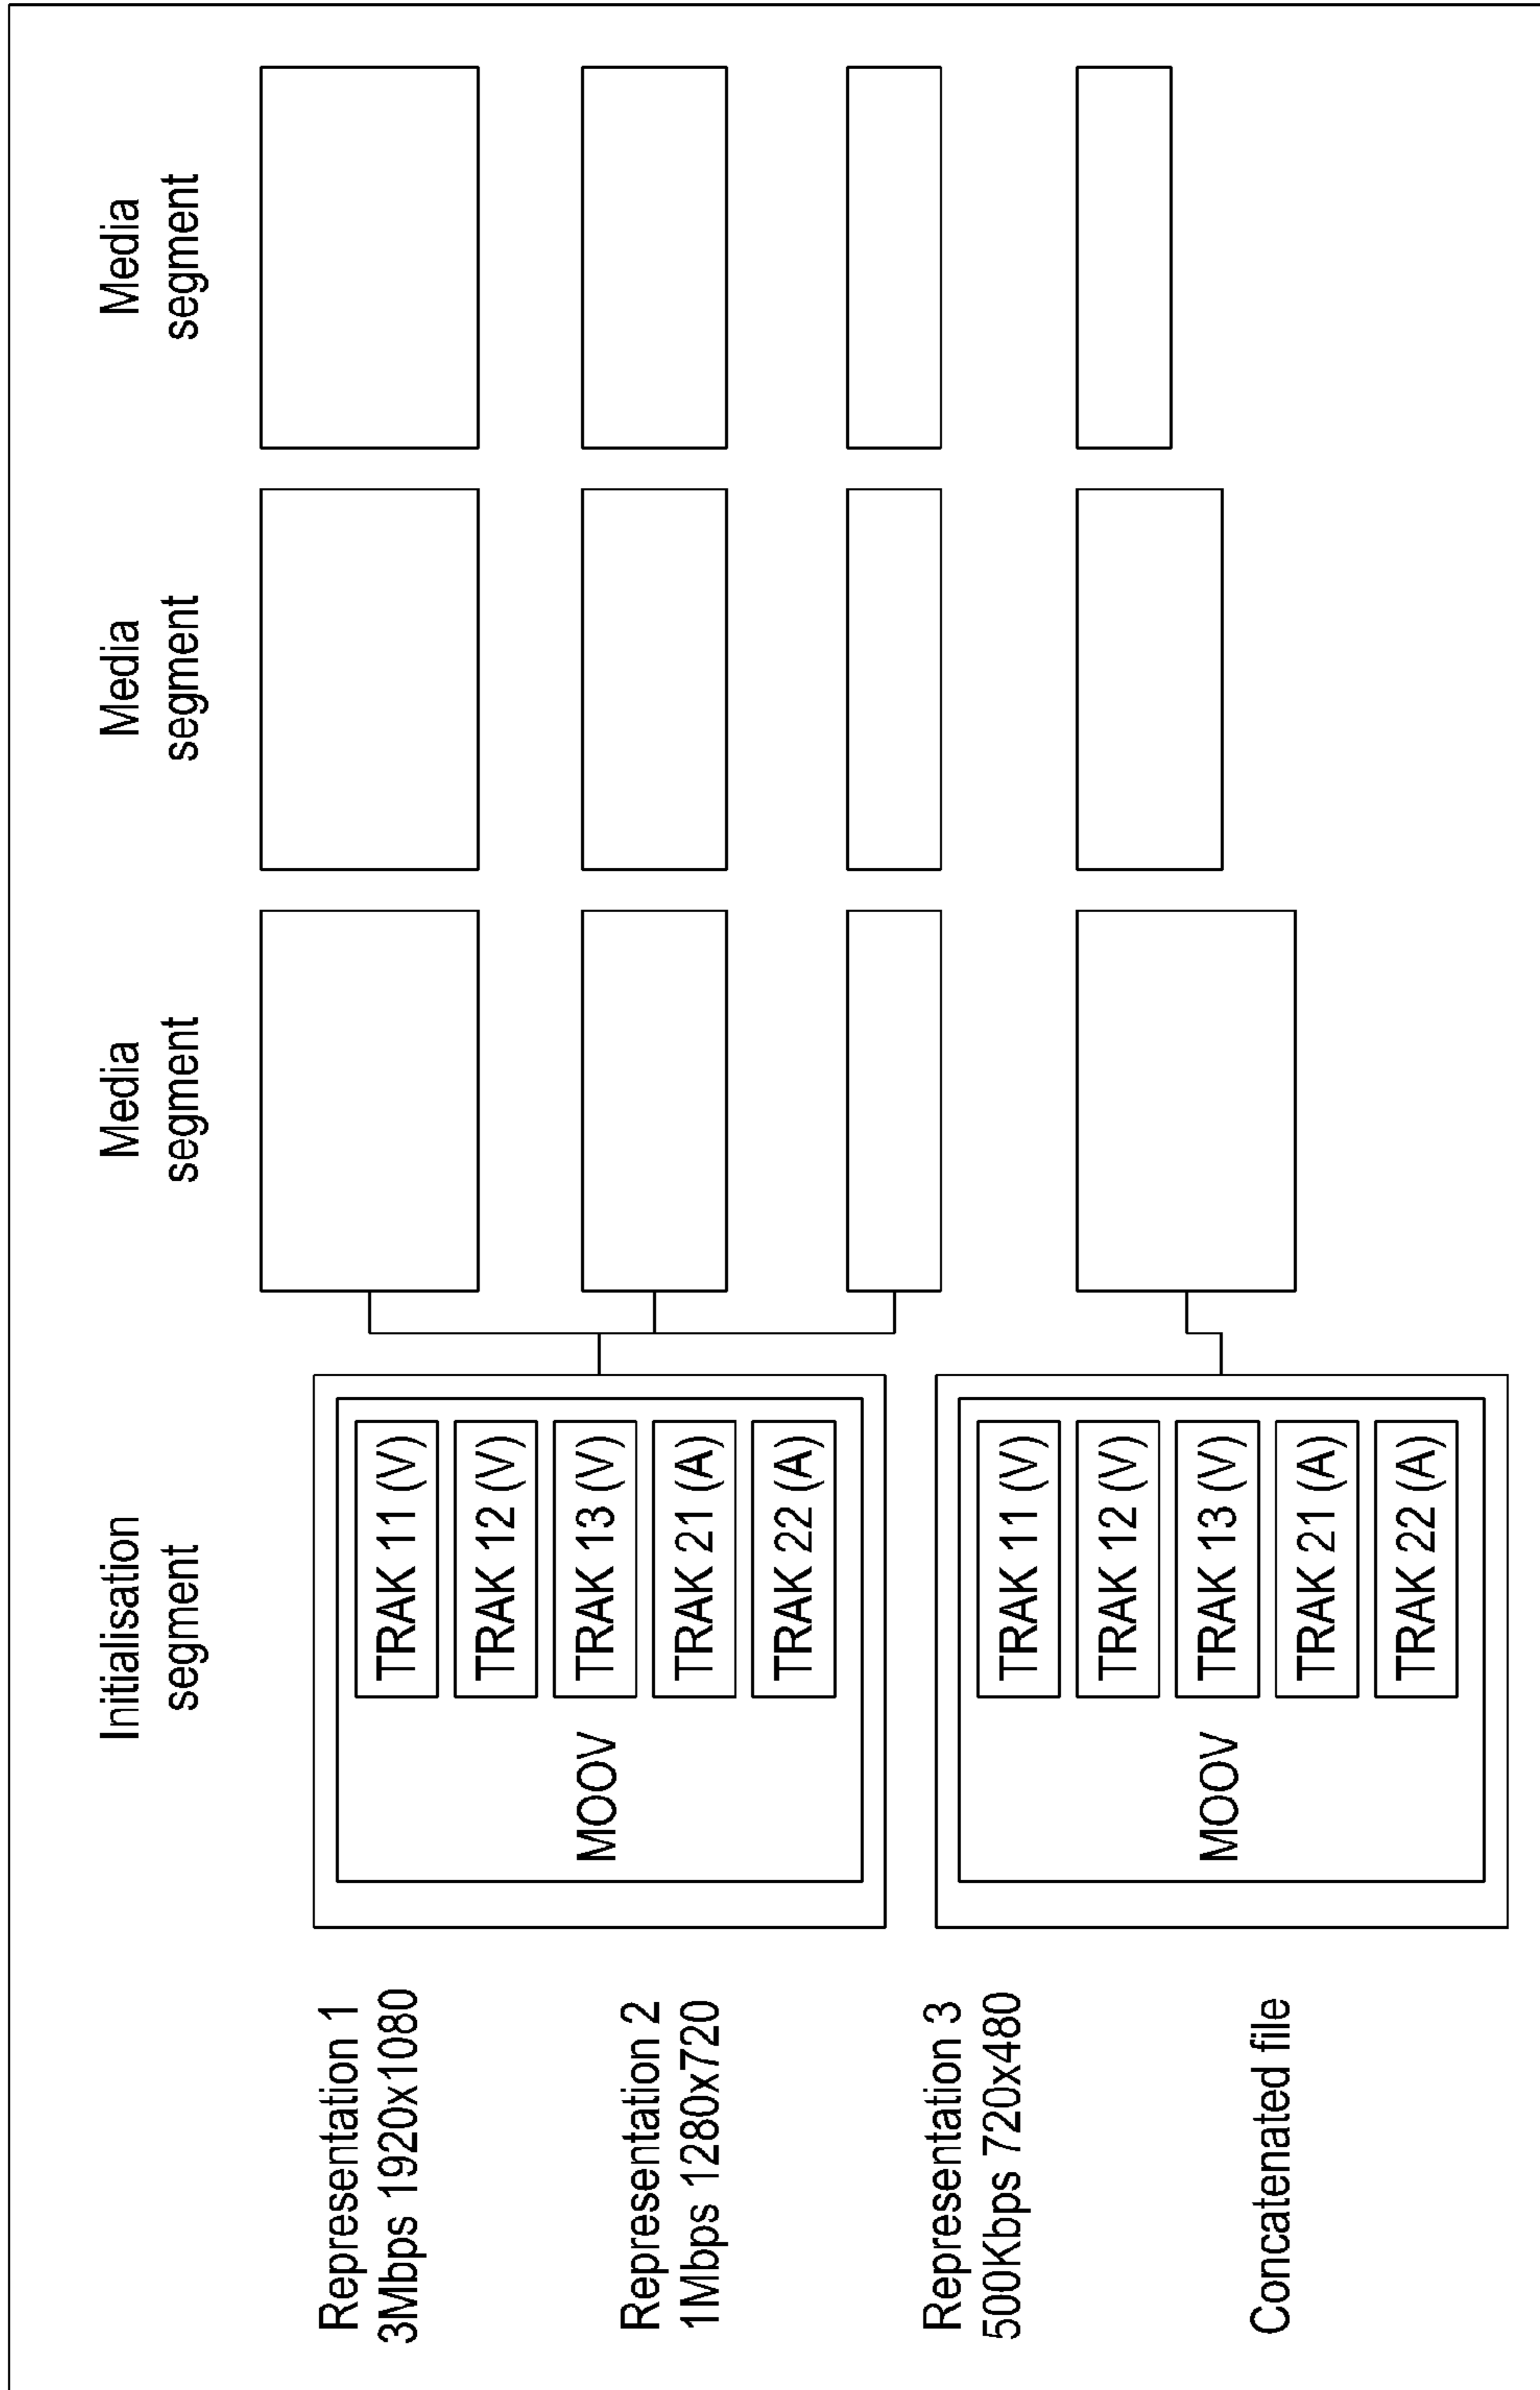 Initialisation
segment
Media
segment
Media
segment
Media
segment
Representation 1
3Mbps 1920x1080
Representation 2
1Mbps 1280x720
Representation 3
500Kbps 720x480
Concatenated file
MOOV
TRAK 11 (V)
TRAK 12 (V)
TRAK 13 (V)
TRAK 21 (A)
TRAK 22 (A)
MOOV
TRAK 11 (V)
TRAK 12 (V)
TRAK 13 (V)
TRAK 21 (A)
TRAK 22 (A)